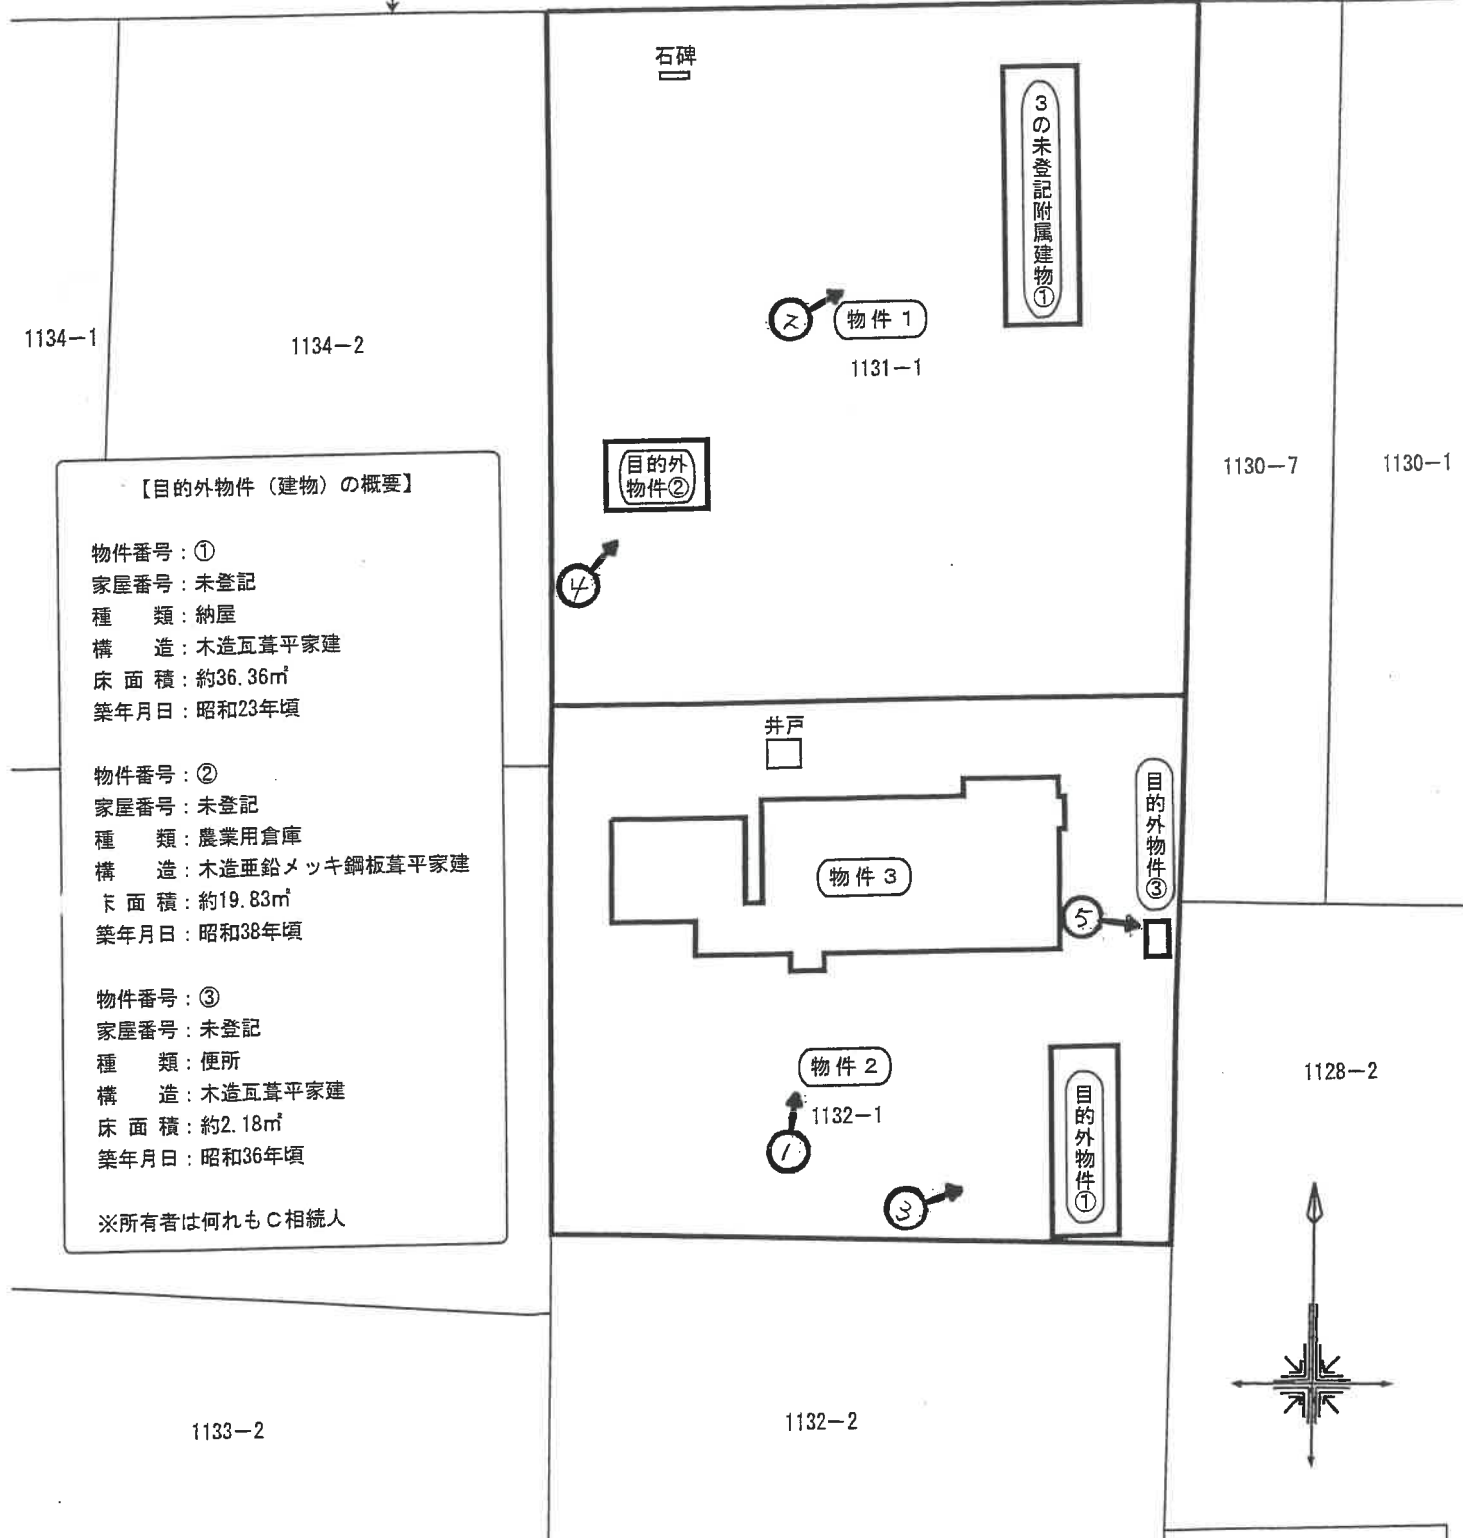 石碑
3の未登記附属建物①
2
物件1
1131-1
1134-1
1134-2
目的外
物件②
1130-7
1130-1
4
【目的外物件（建物）の概要】
物件番号：①
家屋番号：未登記
種　　類：納屋
構　　造：木造瓦葺平家建
床 面 積：約36.36㎡
築年月日：昭和23年頃
物件番号：②
家屋番号：未登記
種　　類：農業用倉庫
構　　造：木造亜鉛メッキ鋼板葺平家建
床 面 積：約19.83㎡
築年月日：昭和38年頃
物件番号：③
家屋番号：未登記
種　　類：便所
構　　造：木造瓦葺平家建
床 面 積：約2.18㎡
築年月日：昭和36年頃
※所有者は何れもC相続人
井戸
目的外物件③
物件3
5
物件2
1132-1
1
3
目的外物件①
1128-2
1133-2
1132-2